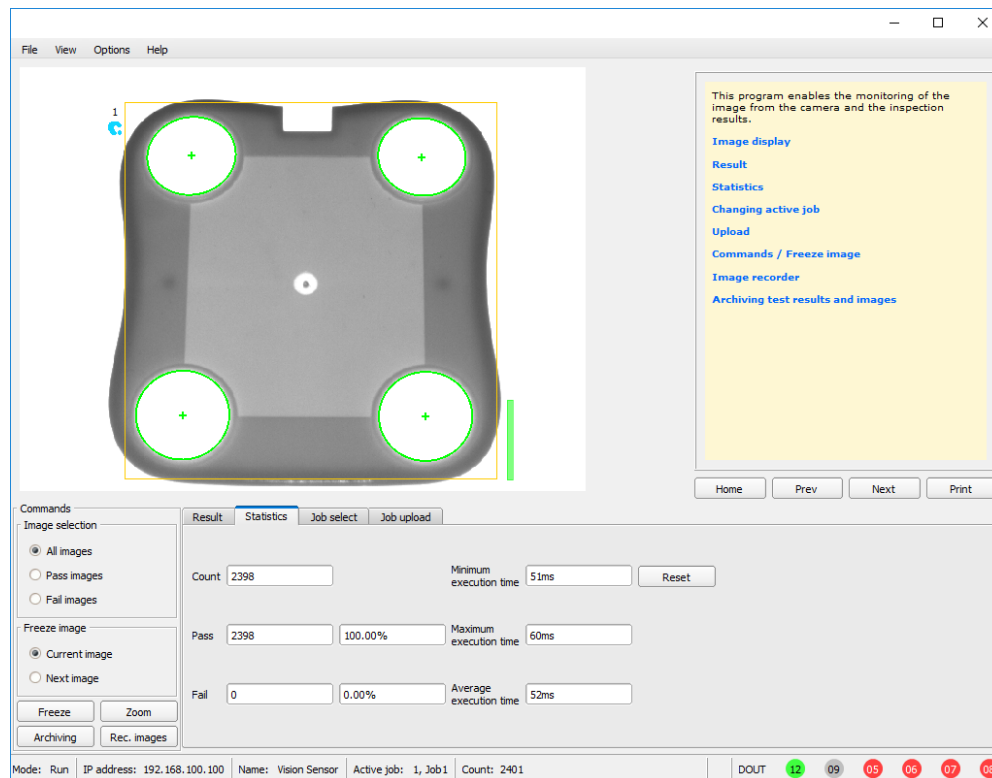 File View Options Help
1
This program enables the monitoring of the
image from the camera and the inspection
results.
Image display
Result
Statistics
Changing active job
Upload
Commands / Freeze image
Image recorder
Archiving test results and images
Home Prev Next Print
Commands
Image selection
All images
Pass images
Fail images
Freeze image
Current image
Next image
Freeze Zoom
Archiving Rec. images
Result Statistics Job select Job upload
Count 2398
Minimum
execution time 51ms
Reset
Pass 2398 100.00%
Maximum
execution time 60ms
Fail 0 0.00%
Average
execution time 52ms
Mode: Run IP address: 192.168.100.100 Name: Vision Sensor Active job: 1, Job1 Count: 2401 DOUT 12 09 05 06 07 08